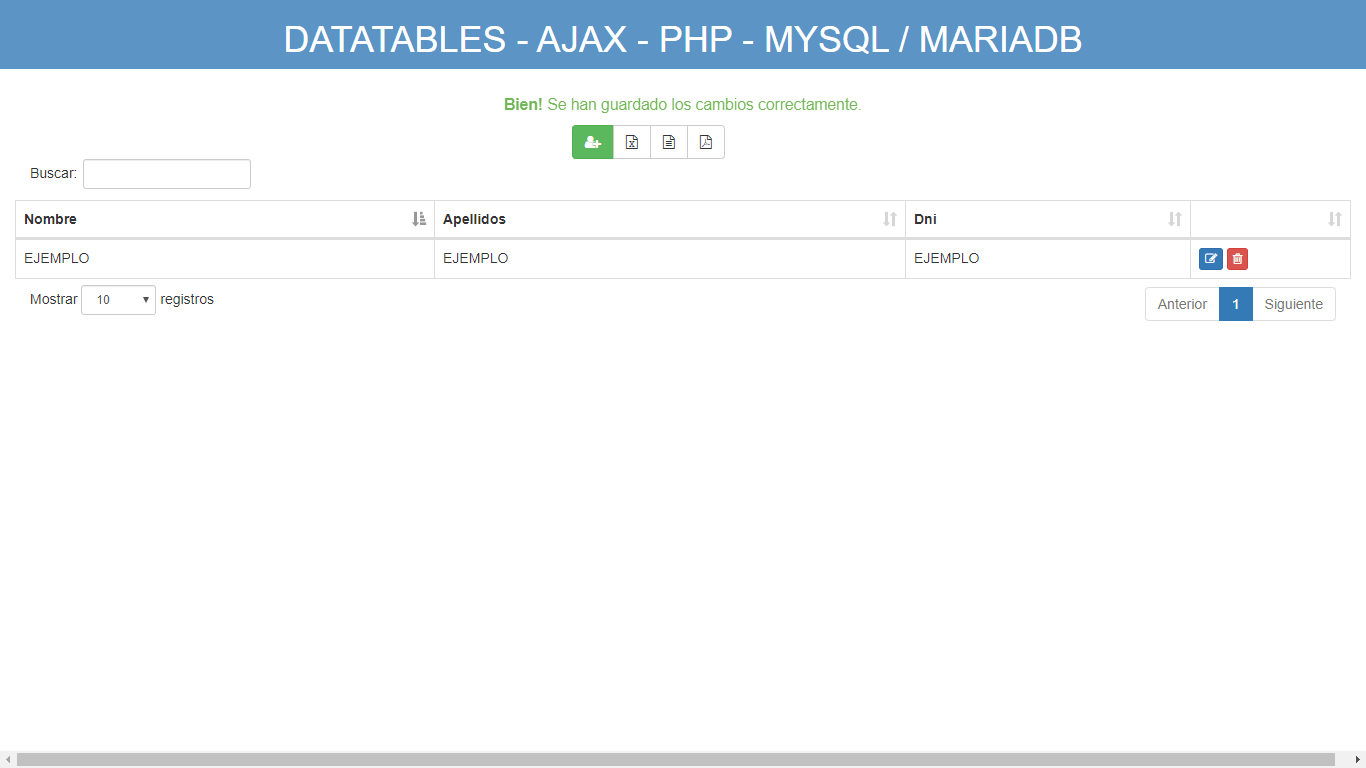 DATATABLES - AJAX - PHP - MYSQL / MARIADB
Bien! Se han guardado los cambios correctamente.
Buscar:
Nombre Apellidos Dni
EJEMPLO EJEMPLO EJEMPLO
Mostrar 10 registros Anterior 1 Siguiente